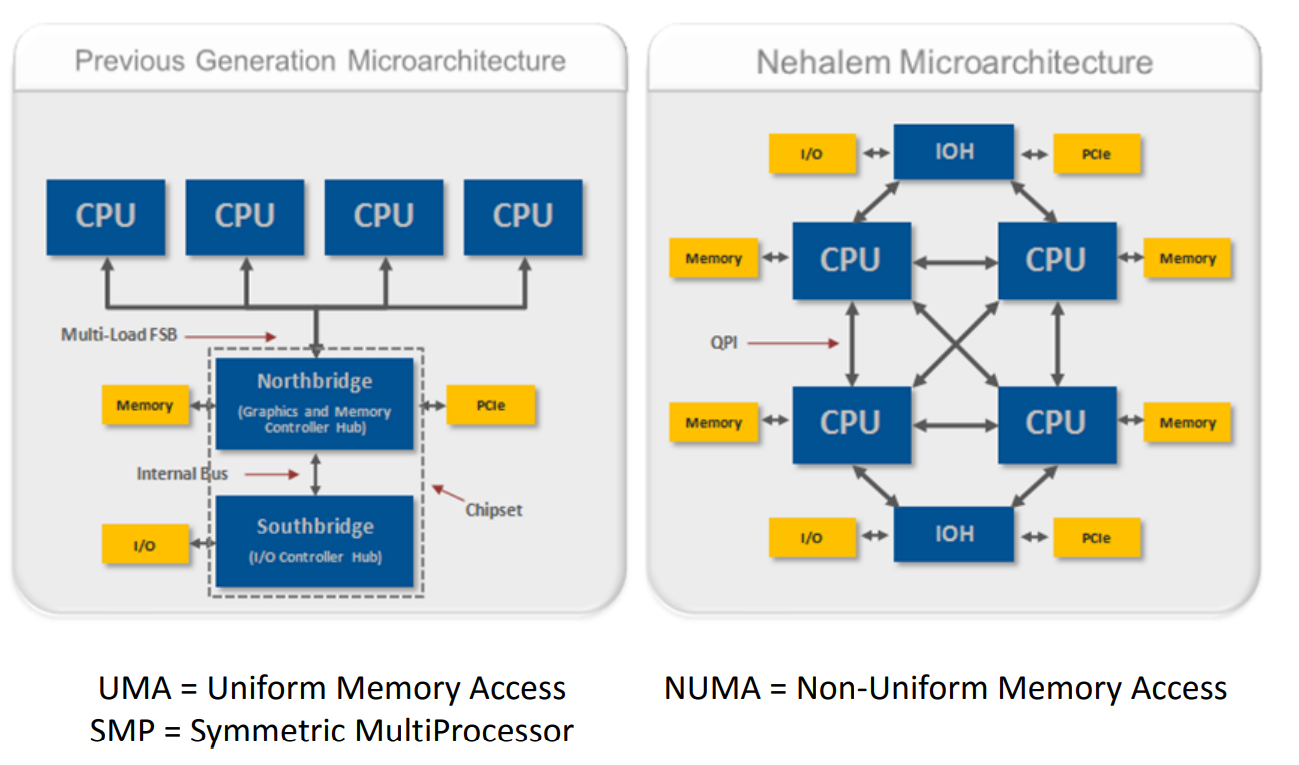 Previous Generation Microarchitecture
CPU
CPU
CPU
CPU
Multi-Load FSB
Northbridge
(Graphics and Memory
Controller Hub)
Memory
PCIe
Internal Bus
Southbridge
(I/O Controller Hub)
I/O
Chipset
UMA = Uniform Memory Access
SMP = Symmetric MultiProcessor
Nehalem Microarchitecture
I/O
IOH
PCIe
Memory
CPU
CPU
Memory
QPI
Memory
CPU
CPU
Memory
I/O
IOH
PCIe
NUMA = Non-Uniform Memory Access